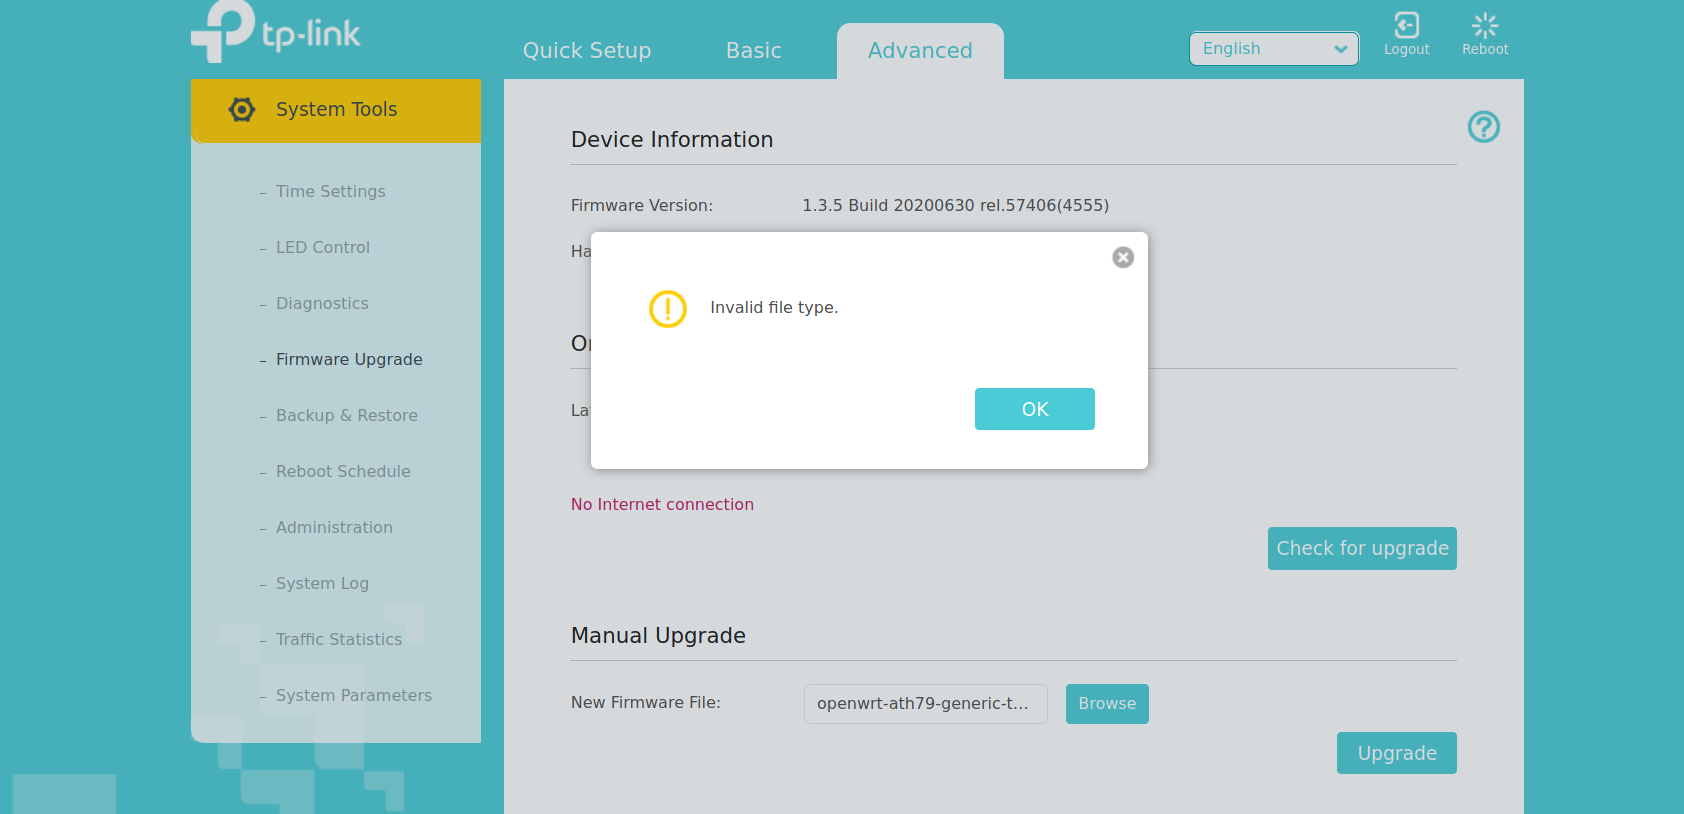 tp-link
Quick Setup
Basic
Advanced
English
Logout
Reboot
System Tools
- Time Settings
- LED Control
- Diagnostics
- Firmware Upgrade
- Backup & Restore
- Reboot Schedule
- Administration
- System Log
- Traffic Statistics
- System Parameters
Device Information
Firmware Version: 1.3.5 Build 20200630 rel.57406(4555)
Ha
Invalid file type.
OK
No Internet connection
Check for upgrade
Manual Upgrade
New Firmware File: openwrt-ath79-generic-t... Browse
Upgrade